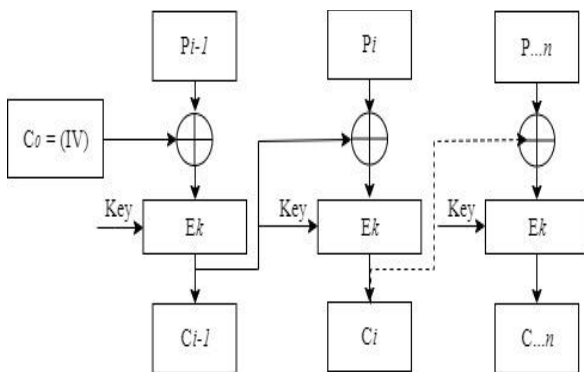 Pi-1
Pi
P...n
C0 = (IV)
Key
Ek
Key
Ek
Key
Ek
Ci-1
Ci
C...n